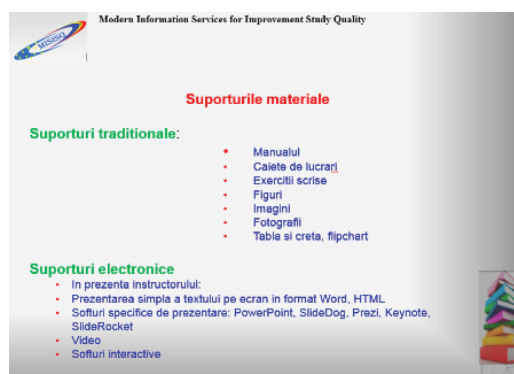 Modern Information Services for Improvement Study Quality
MISISQ
Suporturile materiale
Suporturi traditionale:
Manualul
Caiete de lucrari
Exercitii scrise
Figuri
Imagini
Fotografii
Tabla si creta, flipchart
Suporturi electronice
In prezenta instructorului:
Prezentarea simpla a textului pe ecran in format Word, HTML
Softuri specifice de prezentare: PowerPoint, SlideDog, Prezi, Keynote,
SlideRocket
Video
Softuri interactive